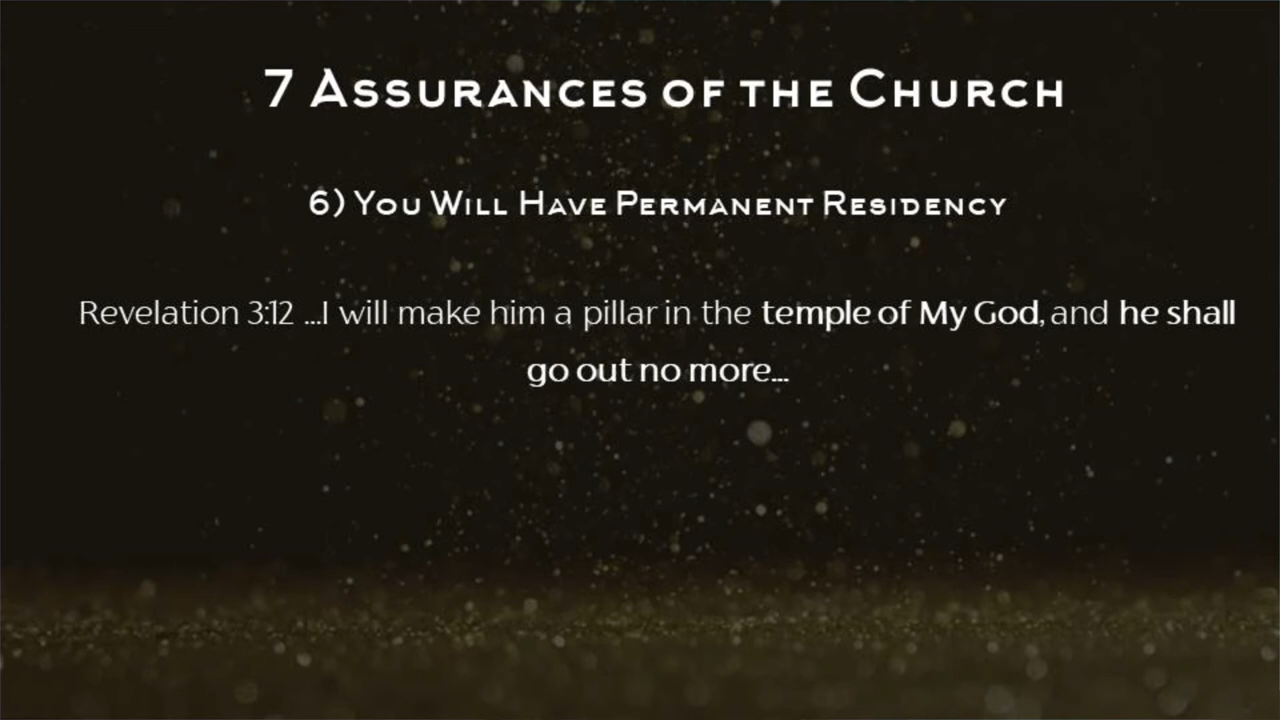 7 Assurances of the Church
6) You Will Have Permanent Residency
Revelation 3:12 ...I will make him a pillar in the temple of My God, and he shall
go out no more...